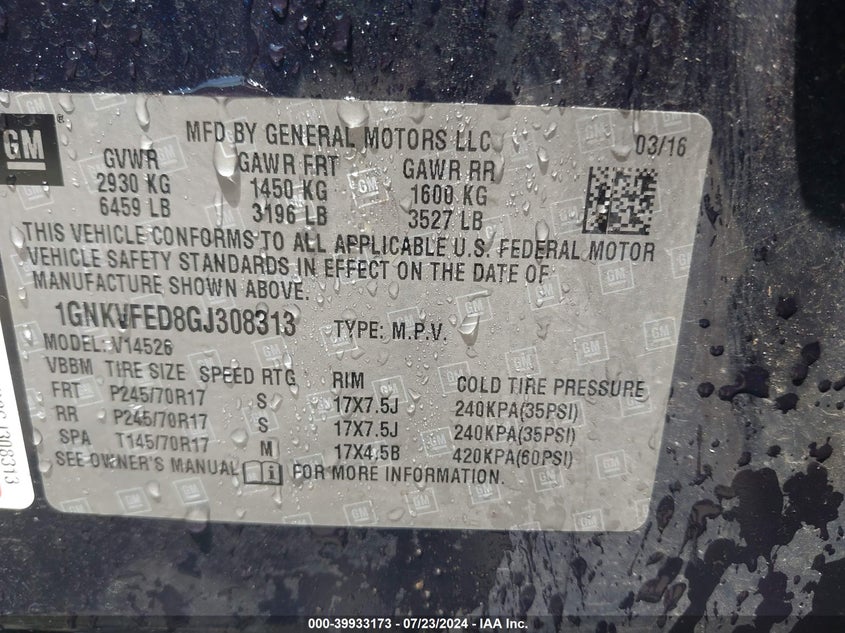 GM ®
MFD BY GENERAL MOTORS LLC
03/16
GVWR GAWR FRT GAWR RR
2930 KG 1450 KG 1600 KG
6459 LB 3196 LB 3527 LB
THIS VEHICLE CONFORMS TO ALL APPLICABLE U.S. FEDERAL MOTOR
VEHICLE SAFETY STANDARDS IN EFFECT ON THE DATE OF
MANUFACTURE SHOWN ABOVE.
1GNKVFED8GJ308313 TYPE: M.P.V.
MODEL: V14526
VBBM TIRE SIZE SPEED RTG RIM COLD TIRE PRESSURE
FRT P245/70R17 S 17X7.5J 240KPA(35PSI)
RR P245/70R17 S 17X7.5J 240KPA(35PSI)
SPA T145/70R17 M 17X4.5B 420KPA(60PSI)
SEE OWNER'S MANUAL FOR MORE INFORMATION.
000-39933173 - 07/23/2024 - IAA Inc.